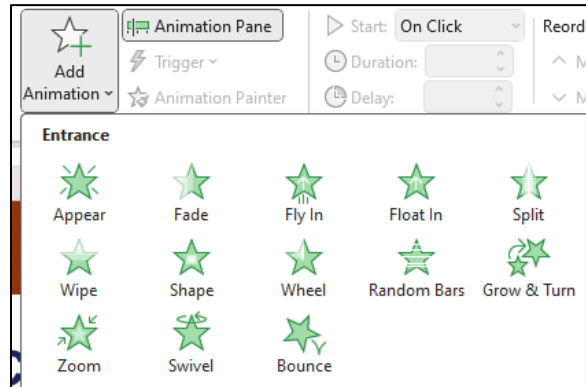 Add
Animation
Animation Pane
Trigger
Animation Painter
Start: On Click
Duration:
Delay:
Reord
M
M
Entrance
Appear Fade Fly In Float In Split
Wipe Shape Wheel Random Bars Grow & Turn
Zoom Swivel Bounce